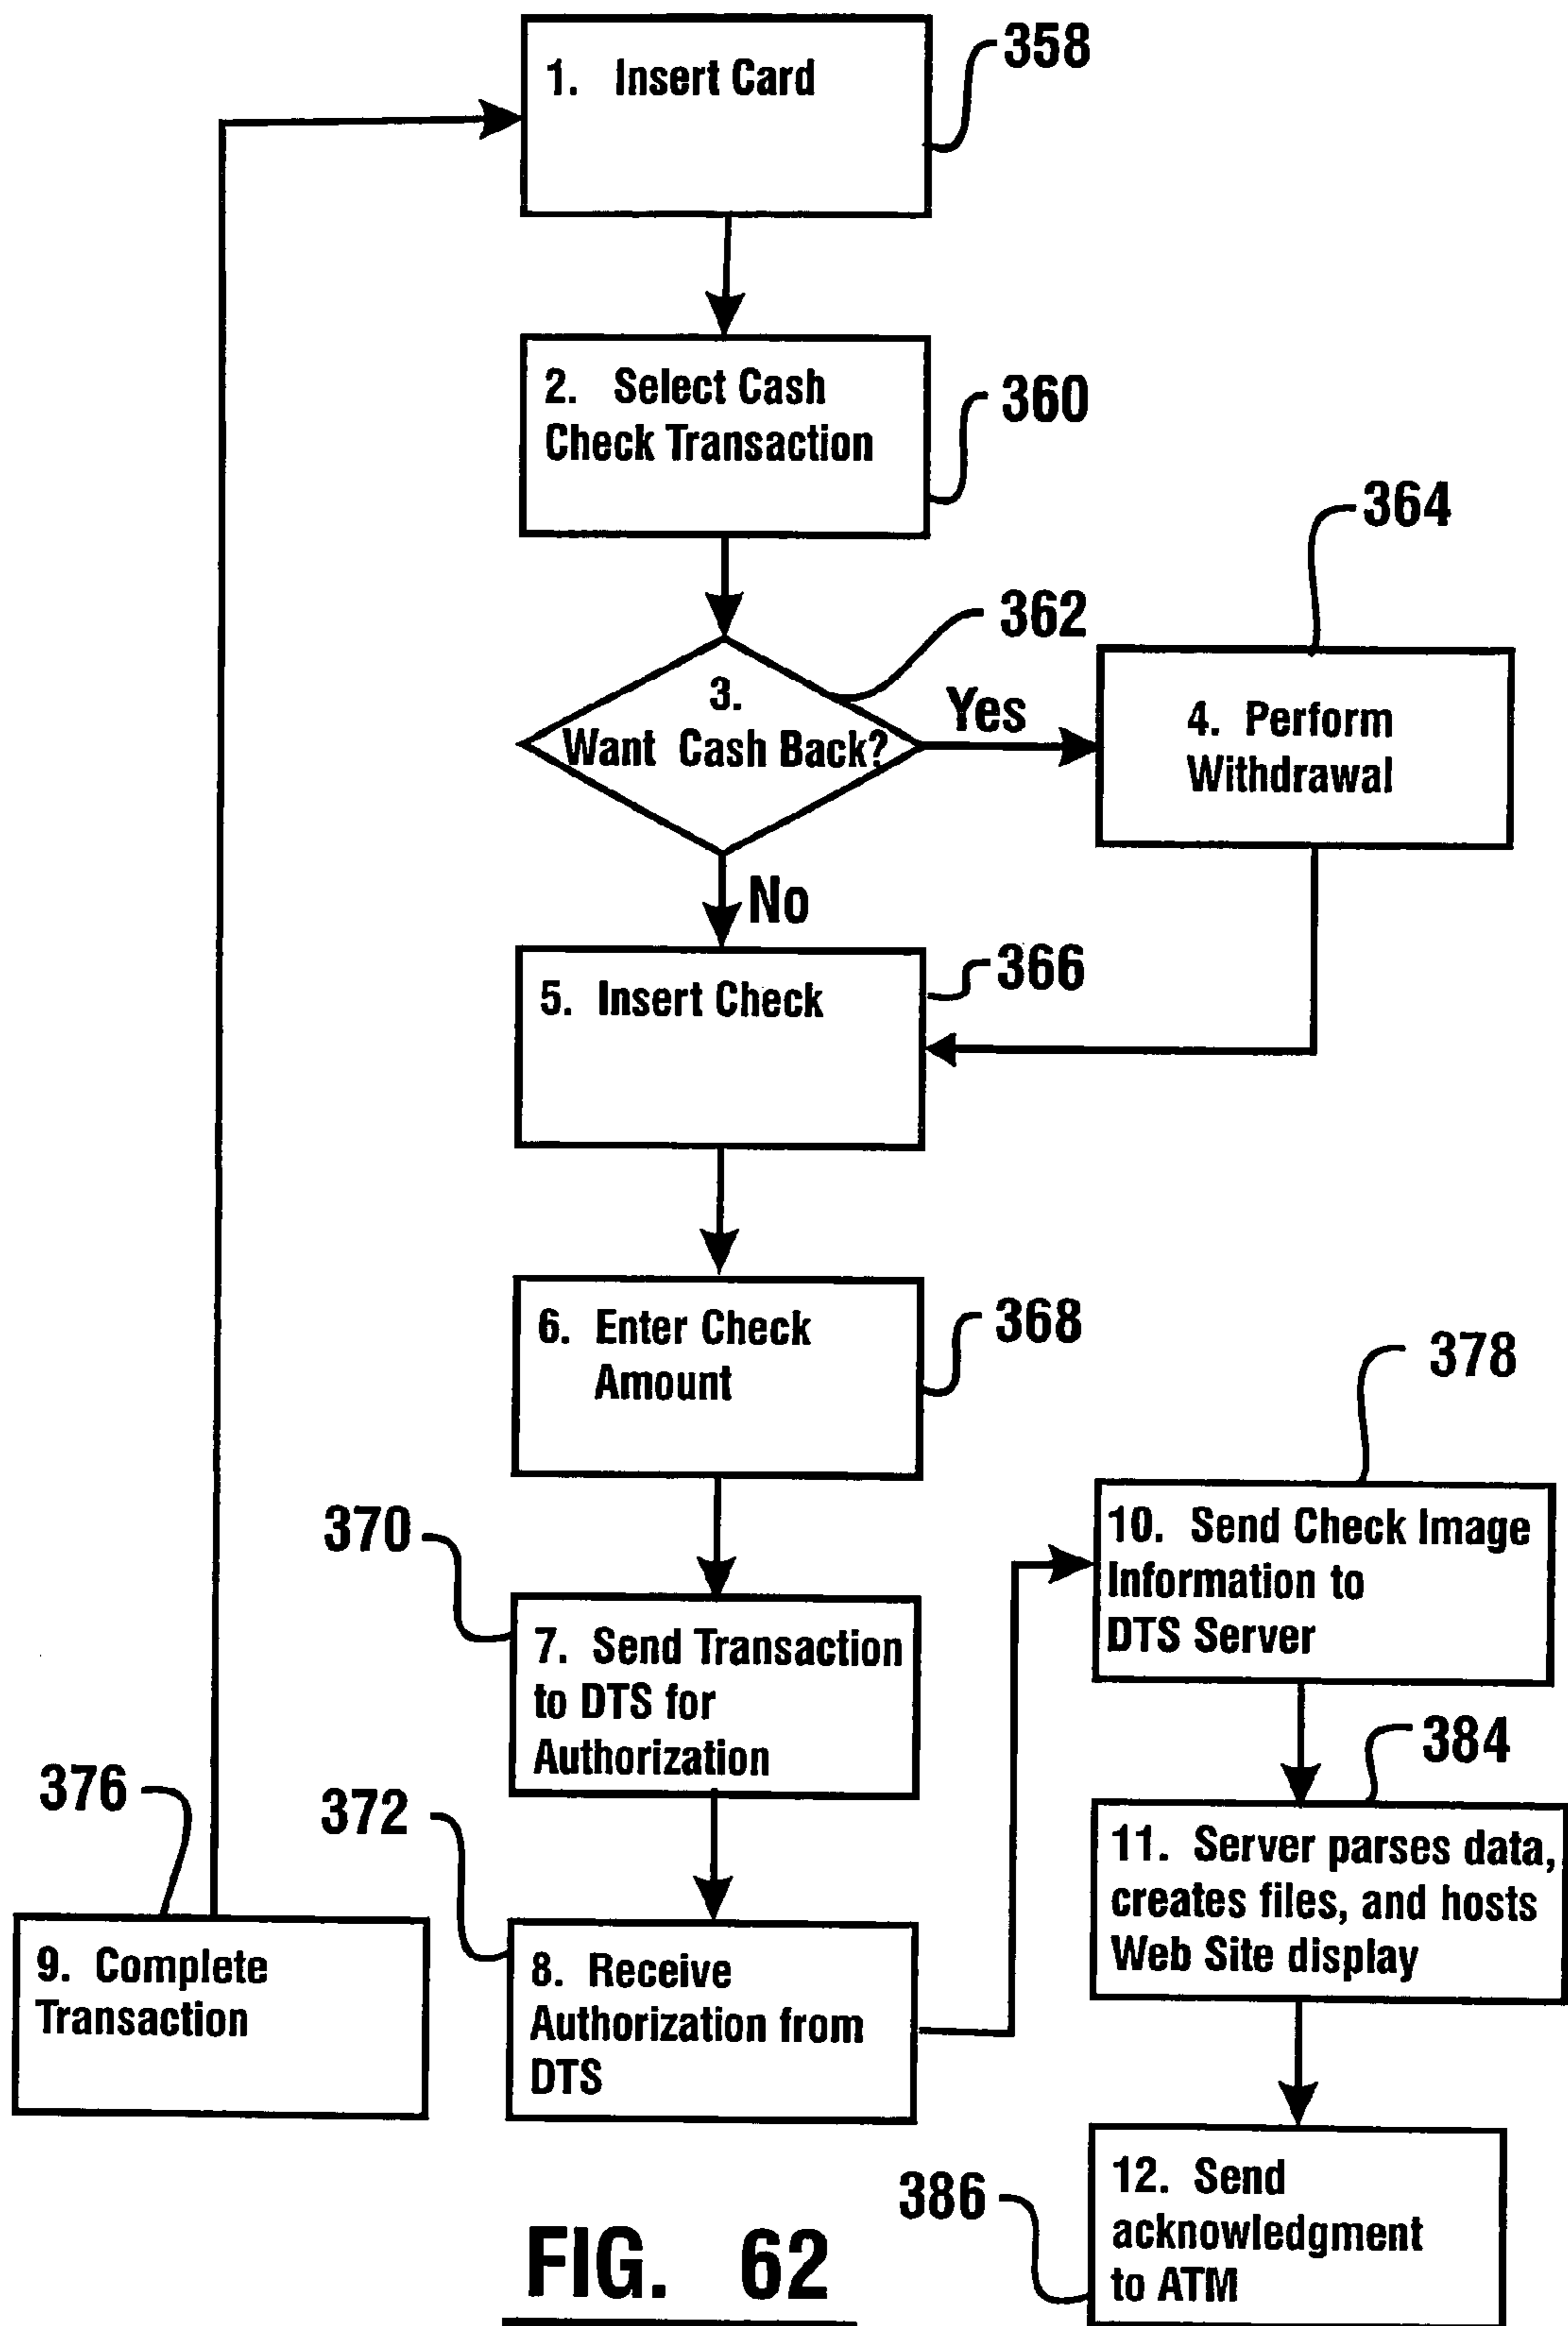 358
1. Insert Card
360
2. Select Cash
Check Transaction
362
3.
Want Cash Back?
Yes
364
4. Perform
Withdrawal
No
366
5. Insert Check
368
6. Enter Check
Amount
370
7. Send Transaction
to DTS for
Authorization
372
8. Receive
Authorization from
DTS
376
9. Complete
Transaction
378
10. Send Check Image
Information to
DTS Server
384
11. Server parses data,
creates files, and hosts
Web Site display
386
12. Send
acknowledgment
to ATM
FIG. 62